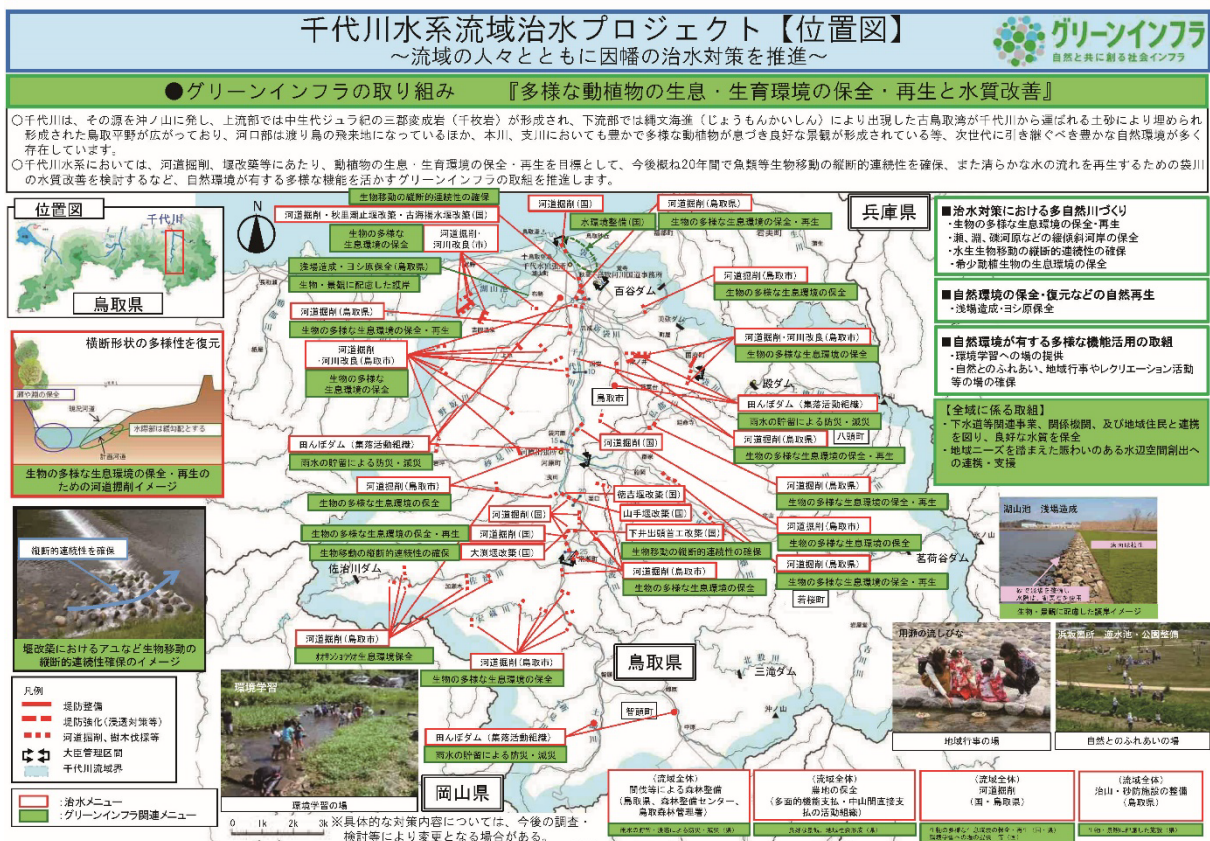 千代川水系流域治水プロジェクト【位置図】
～流域の人々とともに因幡の治水対策を推進～
グリーンインフラ
自然と共に創る社会インフラ
●グリーンインフラの取り組み 『多様な動植物の生息・生育環境の保全・再生と水質改善』
○千代川は、その源を沖ノ山に発し、上流部では中生代ジュラ紀の三郡変成岩（千枚岩）が形成され、下流部では縄文海進（じょうもんかいしん）により出現した古鳥取湾が千代川から運ばれる土砂により埋められ
形成された鳥取平野が広がっており、河口部は渡り鳥の飛来地になっているほか、本川、支川においても豊かで多様な動植物が息づき良好な景観が形成されている等、次世代に引き継ぐべき豊かな自然環境が多く
存在しています。
○千代川水系においては、河道掘削、堰改築等にあたり、動植物の生息・生育環境の保全・再生を目標として、今後概ね20年間で魚類等生物移動の縦断的連続性を確保、また清らかな水の流れを再生するための袋川
の水質改善を検討するなど、自然環境が有する多様な機能を活かすグリーンインフラの取組を推進します。
位置図
千代川
鳥取県
N
生物移動の縦断的連続性の確保
河道掘削・秋里潮止堰改築・古海揚水堰改築(国)
生物の多様な
生息環境の保全
河道掘削・
河川改良(市)
河道掘削(国)
水環境整備(国)
河道掘削(鳥取県)
生物の多様な生息環境の保全・再生
兵庫県
浅場造成・ヨシ原保全(鳥取県)
生物・景観に配慮した護岸
湖山池
百谷ダム
河道掘削(鳥取市)
生物の多様な生息環境の保全
河道掘削(鳥取県)
生物の多様な生息環境の保全・再生
河道掘削
・河川改良(鳥取市)
生物の多様な
生息環境の保全
河道掘削・河川改良(鳥取市)
生物の多様な生息環境の保全
殿ダム
鳥取市
田んぼダム（集落活動組織）
雨水の貯留による防災・減災
田んぼダム（集落活動組織）
雨水の貯留による防災・減災
河道掘削(国)
河道掘削(鳥取県)
八頭町
生物の多様な生息環境の保全・再生
河道掘削(鳥取市)
生物の多様な生息環境の保全
河道掘削(鳥取県)
生物の多様な生息環境の保全・再生
徳吉堰改築(国)
河道掘削(国)
山手堰改築(国)
生物の多様な生息環境の保全・再生
河道掘削(国)
下井出頭首工改築(国)
生物移動の縦断的連続性の確保
大渕堰改築(国)
生物移動の縦断的連続性の確保
河道掘削(鳥取市)
生物の多様な生息環境の保全
河道掘削(鳥取市)
生物の多様な生息環境の保全
河道掘削(鳥取県)
生物の多様な生息環境の保全・再生
茗荷谷ダム
氷ノ山
若桜町
佐治川ダム
河道掘削(鳥取市)
オオサンショウウオ生息環境保全
河道掘削(鳥取市)
生物の多様な生息環境の保全
鳥取県
三滝ダム
沖ノ山
智頭町
田んぼダム（集落活動組織）
雨水の貯留による防災・減災
岡山県
■治水対策における多自然川づくり
・生物の多様な生息環境の保全・再生
・瀬、淵、礫河原などの緩傾斜河岸の保全
・水生生物移動の縦断的連続性の確保
・希少動植生物の生息環境の保全
■自然環境の保全・復元などの自然再生
・浅場造成・ヨシ原保全
■自然環境が有する多様な機能活用の取組
・環境学習への場の提供
・自然とのふれあい、地域行事やレクリエーション活動
等の場の確保
【全域に係る取組】
・下水道等関連事業、関係機関、及び地域住民と連携
を図り、良好な水質を保全
・地域ニーズを踏まえた賑わいのある水辺空間創出へ
の連携・支援
横断形状の多様性を復元
瀬や淵の保全
現況河道
水際部は緩勾配とする
計画河道
生物の多様な生息環境の保全・再生の
ための河道掘削イメージ
縦断的連続性を確保
堰改築におけるアユなど生物移動の
縦断的連続性確保のイメージ
凡例
堤防整備
堤防強化(浸透対策等)
河道掘削、樹木伐採等
大臣管理区間
千代川流域界
：治水メニュー
：グリーンインフラ関連メニュー
環境学習
環境学習の場
0 1k 2k 3k
※具体的な対策内容については、今後の調査・
検討等により変更となる場合がある。
湖山池 浅場造成
生物・景観に配慮した護岸イメージ
用瀬の流しびな
地域行事の場
浜坂重所 遊水池・公園整備
自然とのふれあいの場
(流域全体)
間伐等による森林整備
(鳥取県、森林整備センター、
鳥取森林管理署)
(流域全体)
農地の保全
(多面的機能支払・中山間直接支
払の活動組織)
(流域全体)
河道掘削
(国・鳥取県)
(流域全体)
治山・砂防施設の整備
(鳥取県)